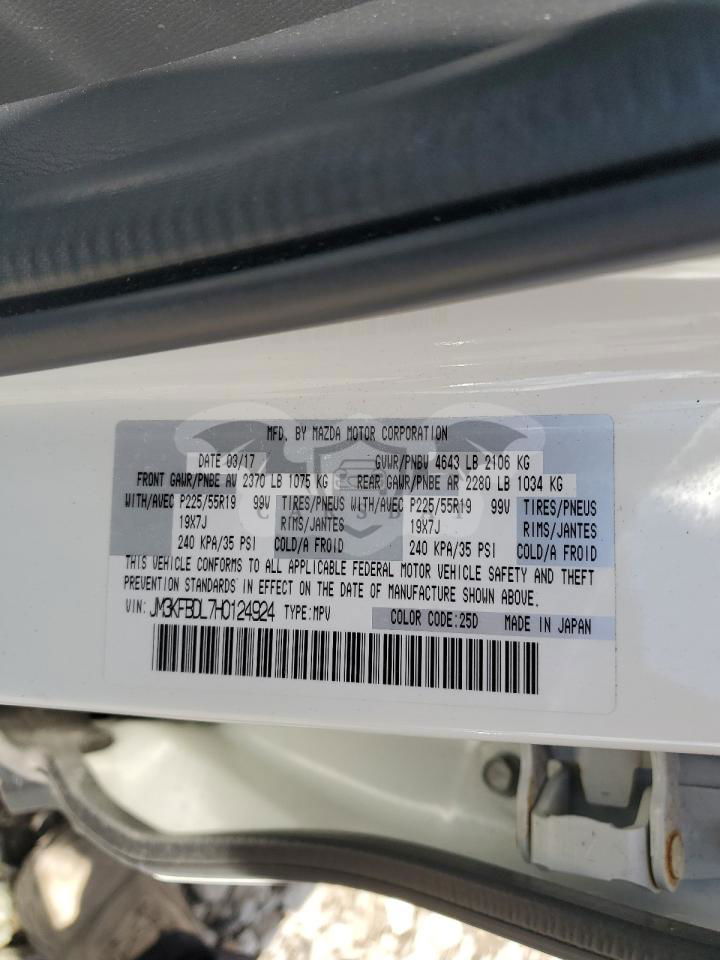 MFD. BY MAZDA MOTOR CORPORATION
DATE 03/17 GVWR/PNBV 4643 LB 2106 KG
FRONT GAWR/PNBE AV 2370 LB 1075 KG REAR GAWR/PNBE AR 2280 LB 1034 KG
WITH/AVEC P225/55R19 99V TIRES/PNEUS WITH/AVEC P225/55R19 99V TIRES/PNEUS
19X7J RIMS/JANTES 19X7J RIMS/JANTES
240 KPA/35 PSI COLD/A FROID 240 KPA/35 PSI COLD/A FROID
THIS VEHICLE CONFORMS TO ALL APPLICABLE FEDERAL MOTOR VEHICLE SAFETY AND THEFT
PREVENTION STANDARDS IN EFFECT ON THE DATE OF MANUFACTURE SHOWN ABOVE.
VIN: JM3KFBDL7H0124924 TYPE:MPV COLOR CODE:25D MADE IN JAPAN